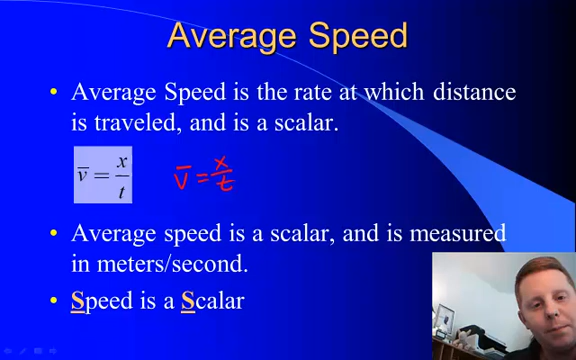 Average Speed
• Average Speed is the rate at which distance
is traveled, and is a scalar.
v̄ = x/t v̄ = x/t
• Average speed is a scalar, and is measured
in meters/second.
• Speed is a Scalar